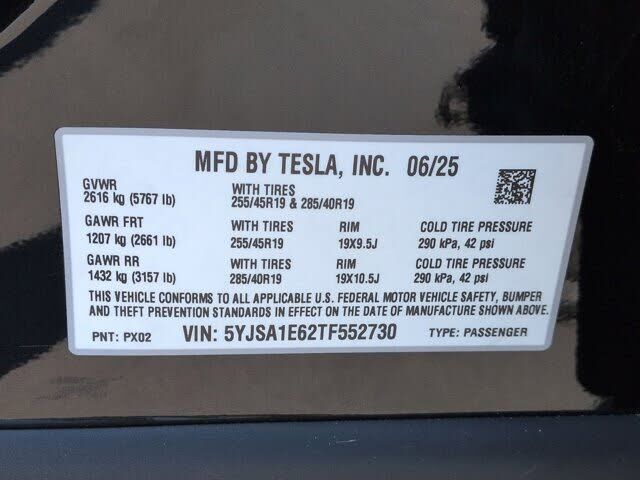 MFD BY TESLA, INC. 06/25
GVWR
2616 kg (5767 lb)
WITH TIRES
255/45R19 & 285/40R19
GAWR FRT
1207 kg (2661 lb)
WITH TIRES
255/45R19
RIM
19X9.5J
COLD TIRE PRESSURE
290 kPa, 42 psi
GAWR RR
1432 kg (3157 lb)
WITH TIRES
285/40R19
RIM
19X10.5J
COLD TIRE PRESSURE
290 kPa, 42 psi
THIS VEHICLE CONFORMS TO ALL APPLICABLE U.S. FEDERAL MOTOR VEHICLE SAFETY, BUMPER
AND THEFT PREVENTION STANDARDS IN EFFECT ON THE DATE OF MANUFACTURE SHOWN ABOVE.
PNT: PX02 VIN: 5YJSA1E62TF552730 TYPE: PASSENGER